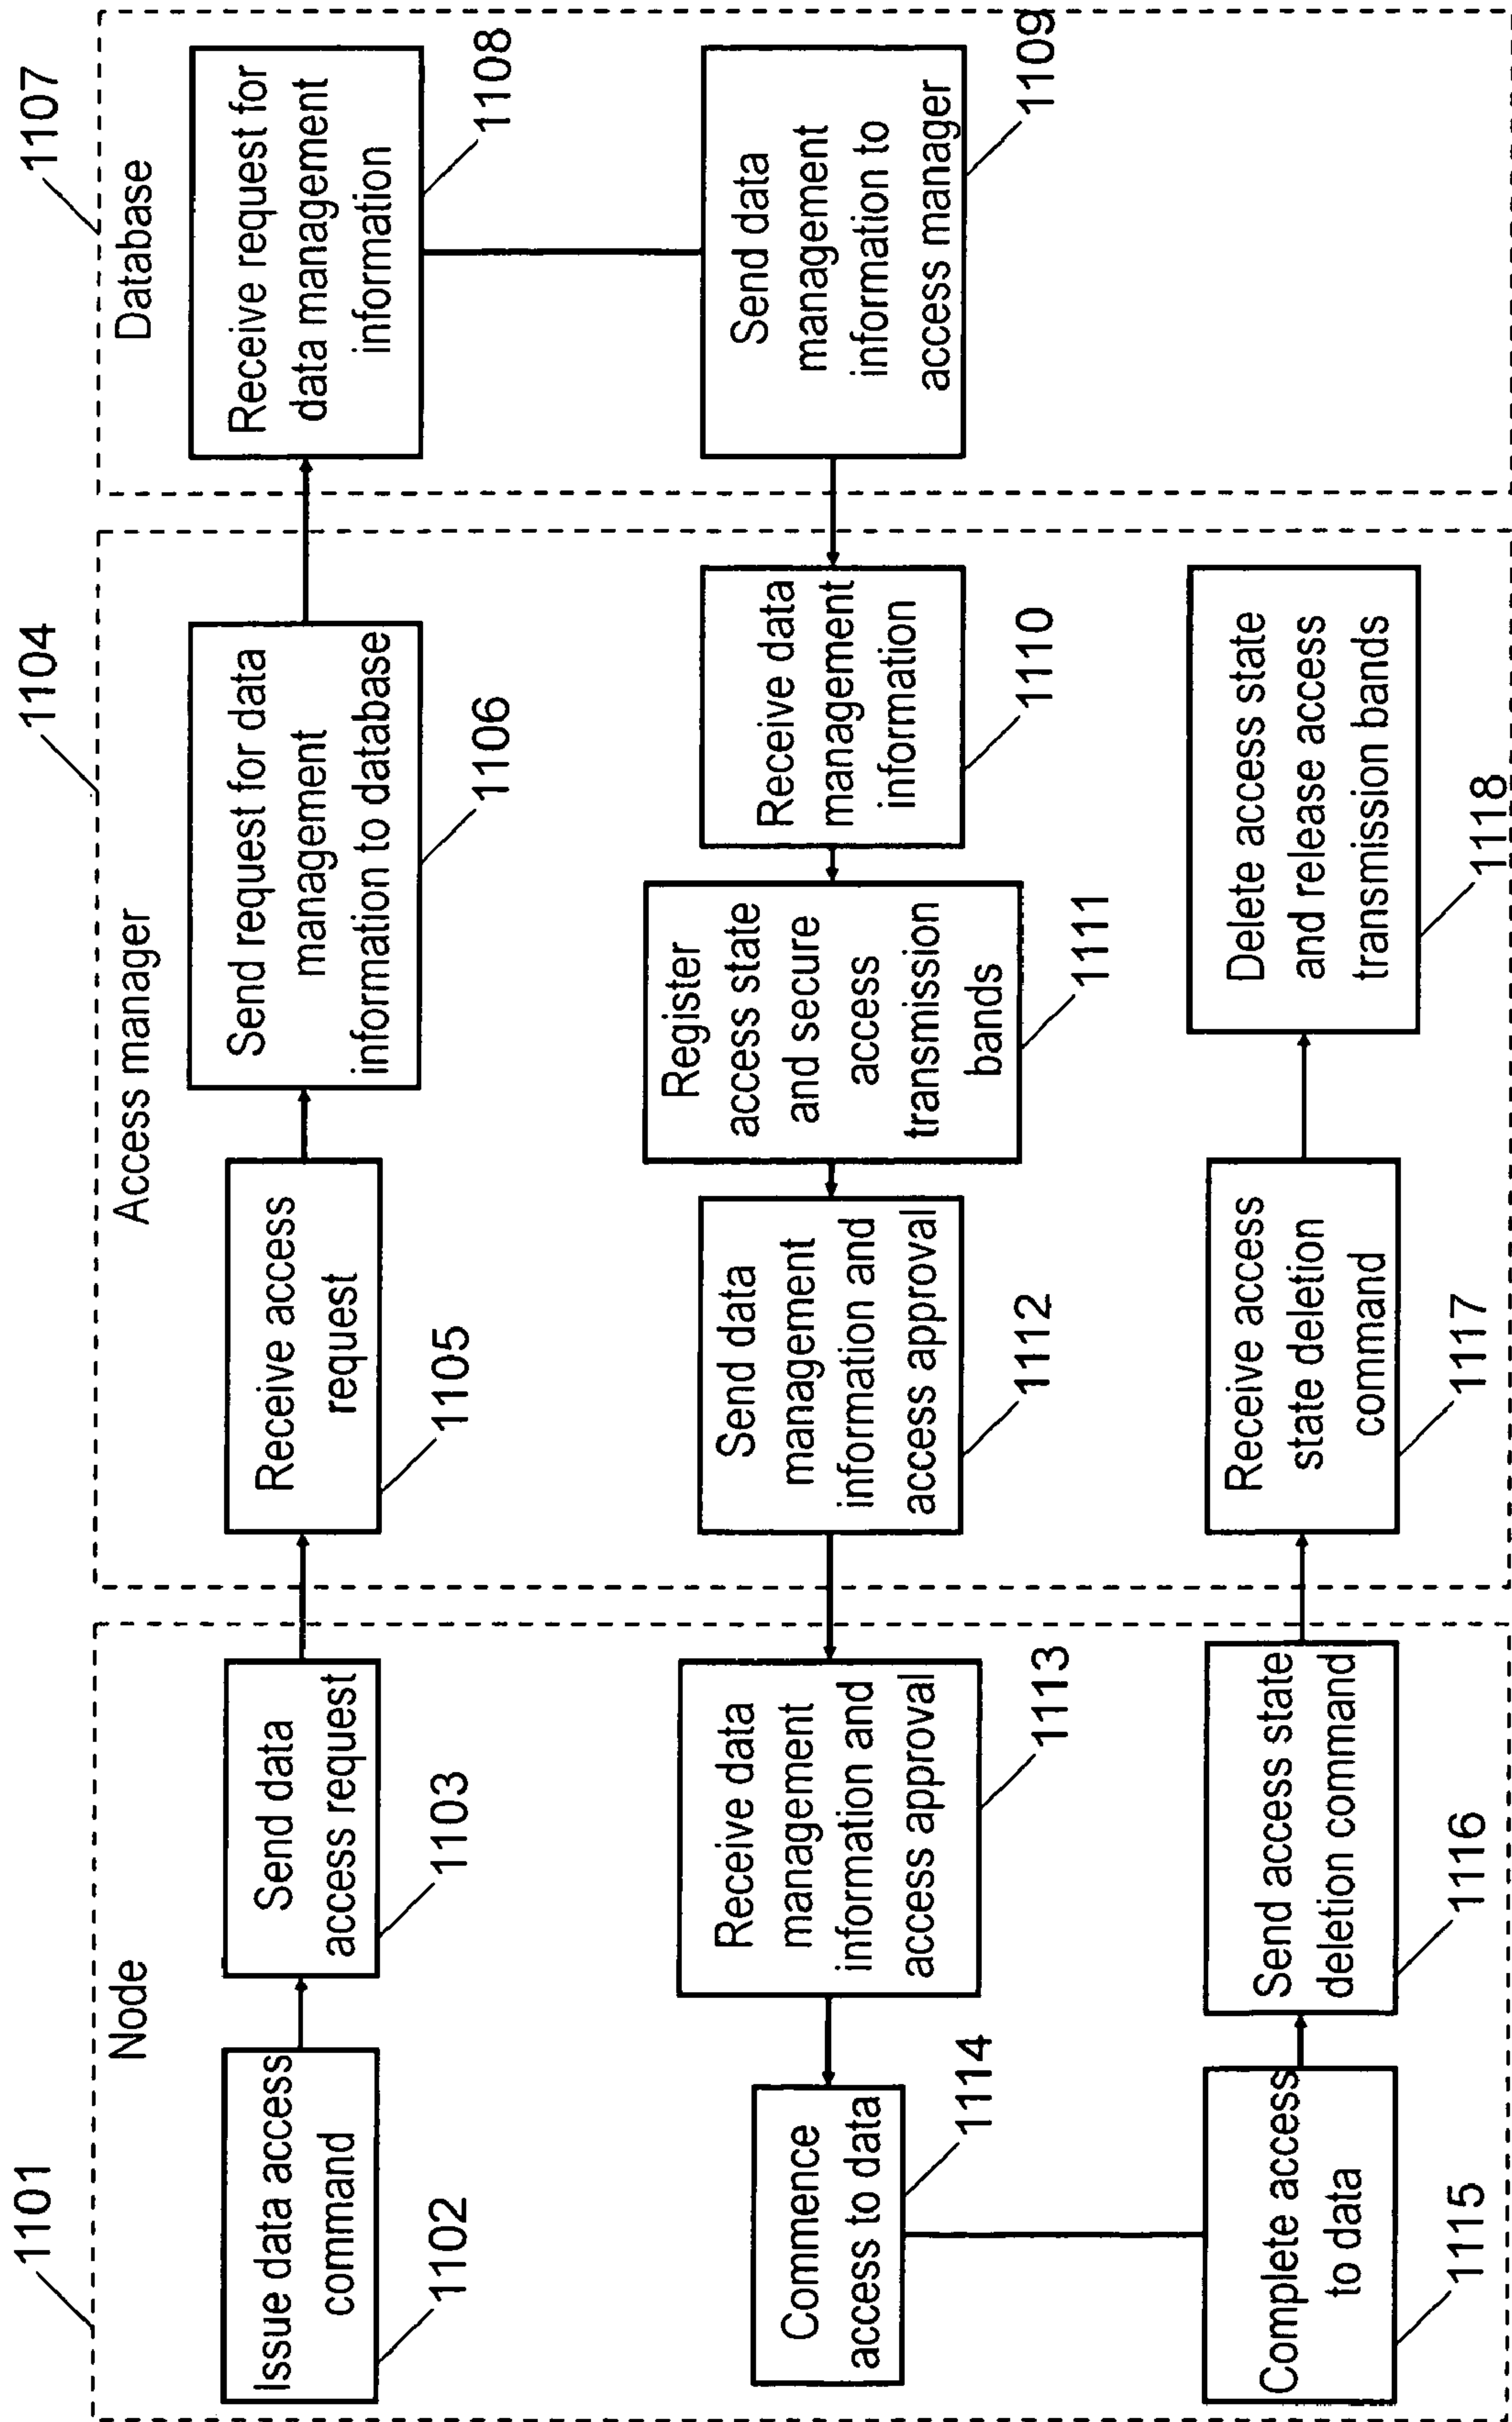 1101
Node
Issue data access
command
1102
Send data
access request
1103
1104
Access manager
Receive access
request
1105
Send request for data
management
information to database
1106
1107
Database
Receive request for
data management
information
1108
Send data
management
information to
access manager
1109
Receive data
management
information
1110
Register
access state
and secure
access
transmission
bands
1111
Send data
management
information and
access approval
1112
Receive data
management
information and
access approval
1113
Commence
access to data
1114
Complete access
to data
1115
Send access state
deletion command
1116
Receive access
state deletion
command
1117
Delete access state
and release access
transmission bands
1118